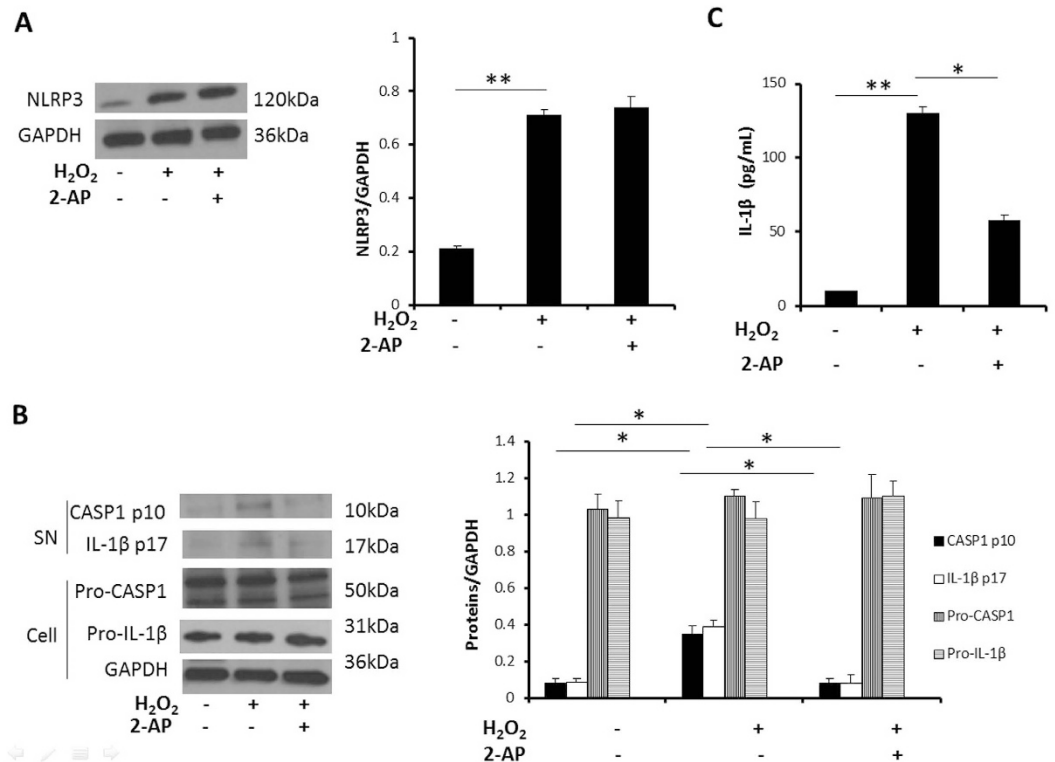 A
NLRP3 120kDa
GAPDH 36kDa
H₂O₂ - + +
2-AP - - +
NLRP3/GAPDH
1
0.8
0.6
0.4
0.2
0
**
H₂O₂ - + +
2-AP - - +
C
IL-1β (pg/mL)
150
100
50
0
**
*
H₂O₂ - + +
2-AP - - +
B
SN
CASP1 p10 10kDa
IL-1β p17 17kDa
Cell
Pro-CASP1 50kDa
Pro-IL-1β 31kDa
GAPDH 36kDa
H₂O₂ - + +
2-AP - - +
Proteins/GAPDH
1.4
1.2
1
0.8
0.6
0.4
0.2
0
*
*
*
*
H₂O₂ - + +
2-AP - - +
CASP1 p10
IL-1β p17
Pro-CASP1
Pro-IL-1β